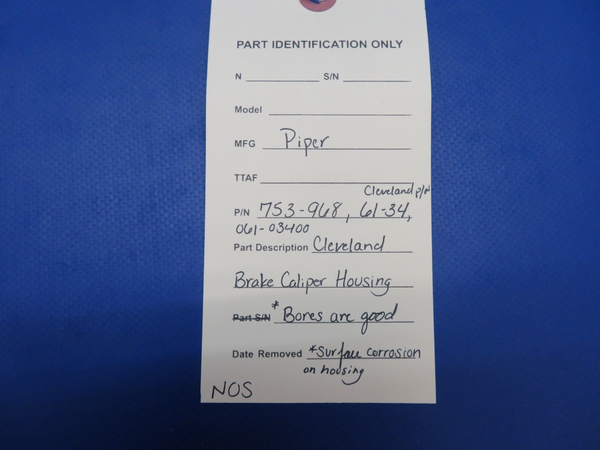 PART IDENTIFICATION ONLY
N S/N
Model
MFG Piper
TTAF
Cleveland P/N
P/N 753-968, 61-34,
061-03400
Part Description Cleveland
Brake Caliper Housing
Part S/N * Bores are good
Date Removed *Surface corrosion
on housing
NOS